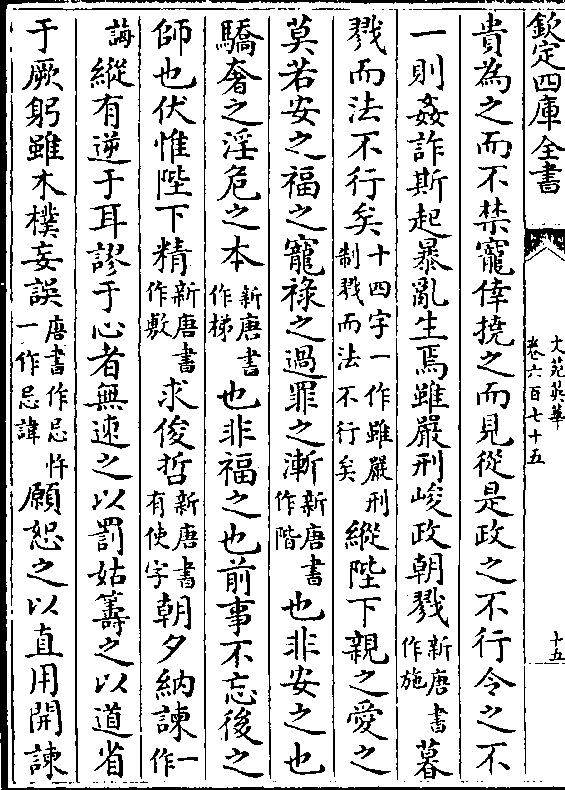 欽定四庫全書
文苑英華
卷六百七十五
十五
貴為之而不禁寵倖撓之而見從是政之不行令之不
一則姦詐斯起暴亂生焉雖嚴刑峻政朝戮新唐書作施暮
戮而法不行矣十四字一作雖嚴刑制戮而法不行矣縱陛下親之愛之
莫若安之福之寵祿之過罪之漸新唐書作階也非安之也
驕奢之淫危之本新唐書作梯也非福之也前事不忘後之
師也伏惟陛下精新唐書作敷求俊哲新唐書有使字朝夕納諫一作
誨縱有逆于耳謬于心者無速之以罰姑籌之以道省
于厥躬雖木樸妄誤唐書作忌忤一作忌諱願恕之以直用開諫